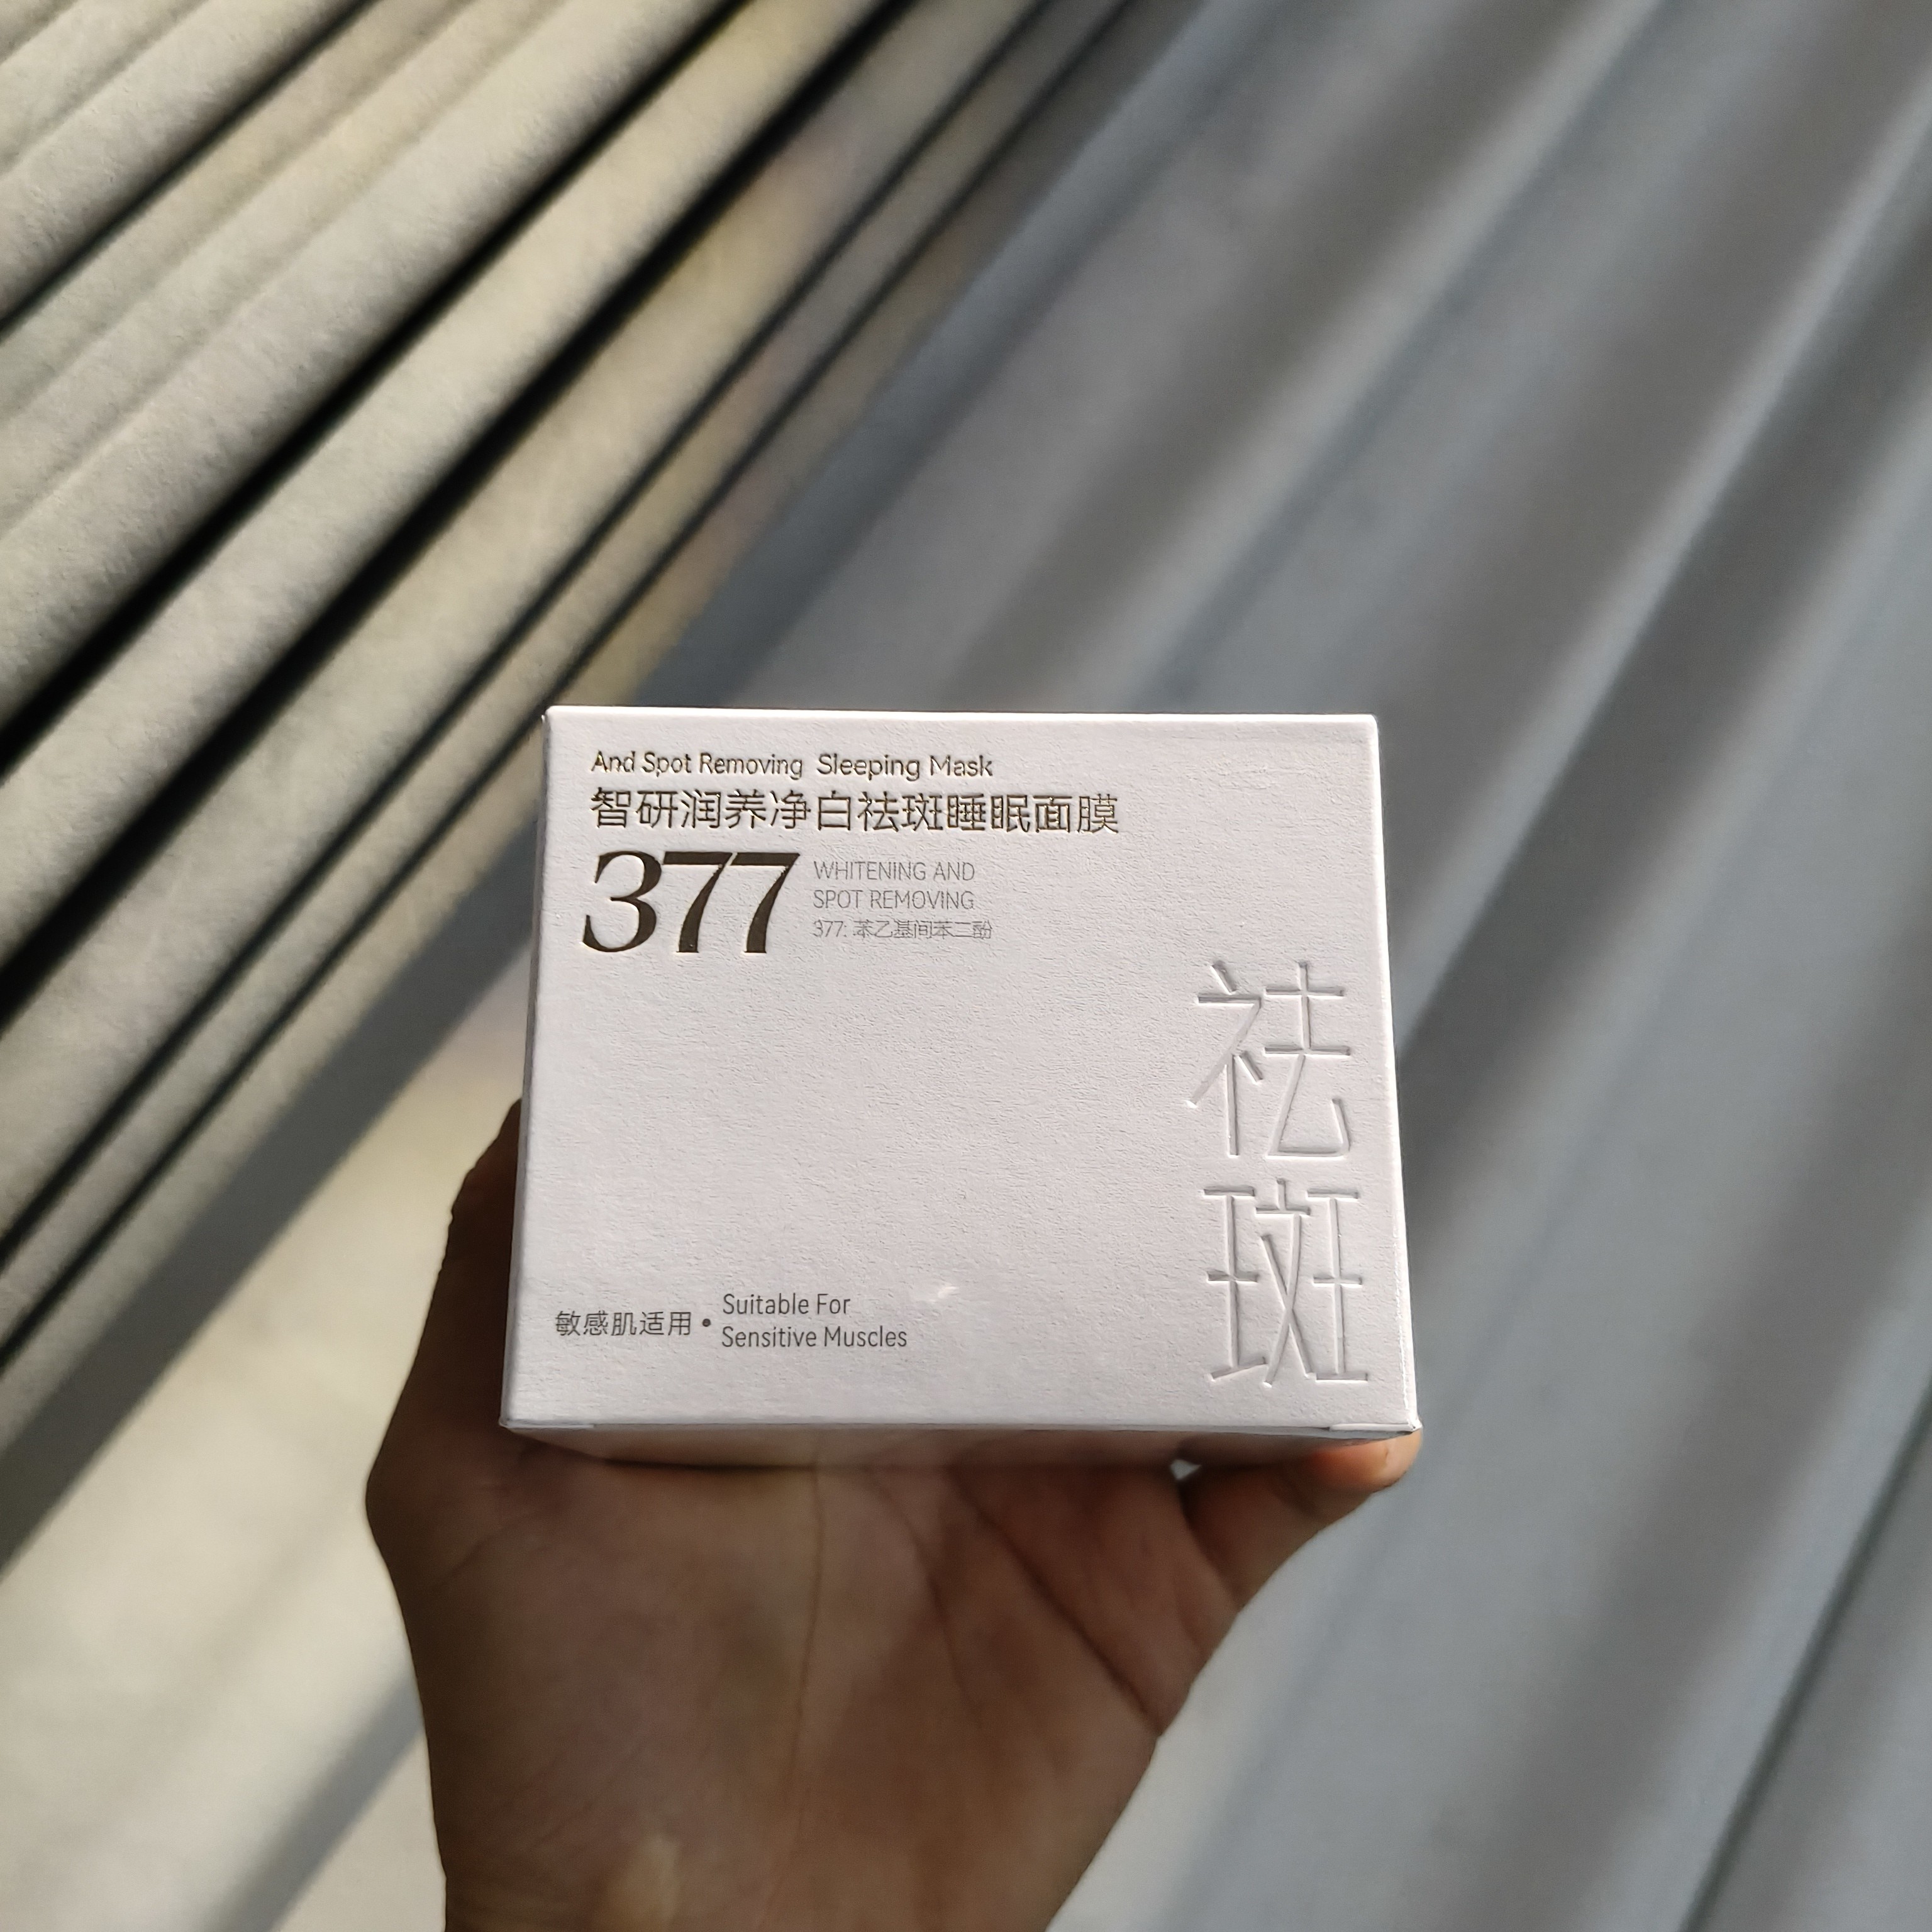 And Spot Removing Sleeping Mask
智研润养净白祛斑睡眠面膜
377
WHITENING AND
SPOT REMOVING
377: 苯乙基间苯二酚
祛
斑
敏感肌适用 • Suitable For
Sensitive Muscles